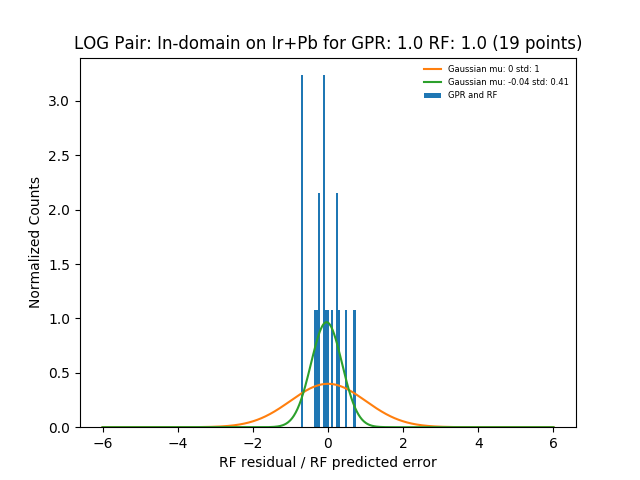 LOG Pair: In-domain on Ir+Pb for GPR: 1.0 RF: 1.0 (19 points)
Gaussian mu: 0 std: 1
Gaussian mu: -0.04 std: 0.41
GPR and RF
Normalized Counts
3.0
2.5
2.0
1.5
1.0
0.5
0.0
−6
−4
−2
0
2
4
6
RF residual / RF predicted error